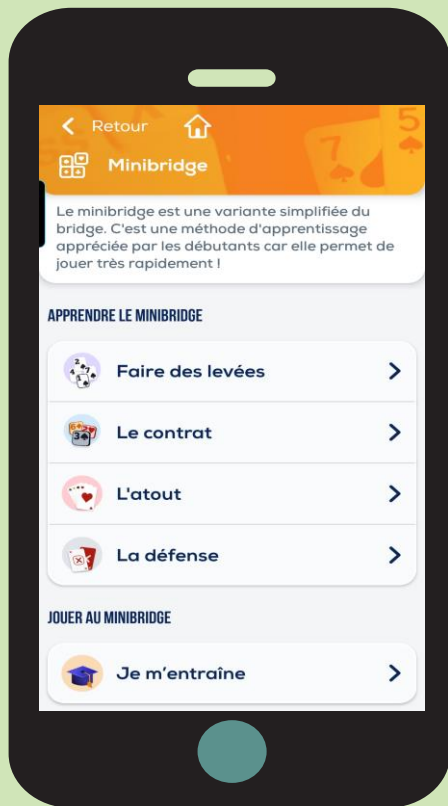 Retour
Minibridge
Le minibridge est une variante simplifiée du
bridge. C'est une méthode d'apprentissage
appréciée par les débutants car elle permet de
jouer très rapidement !
APPRENDRE LE MINIBRIDGE
Faire des levées
Le contrat
L'atout
La défense
JOUER AU MINIBRIDGE
Je m'entraîne